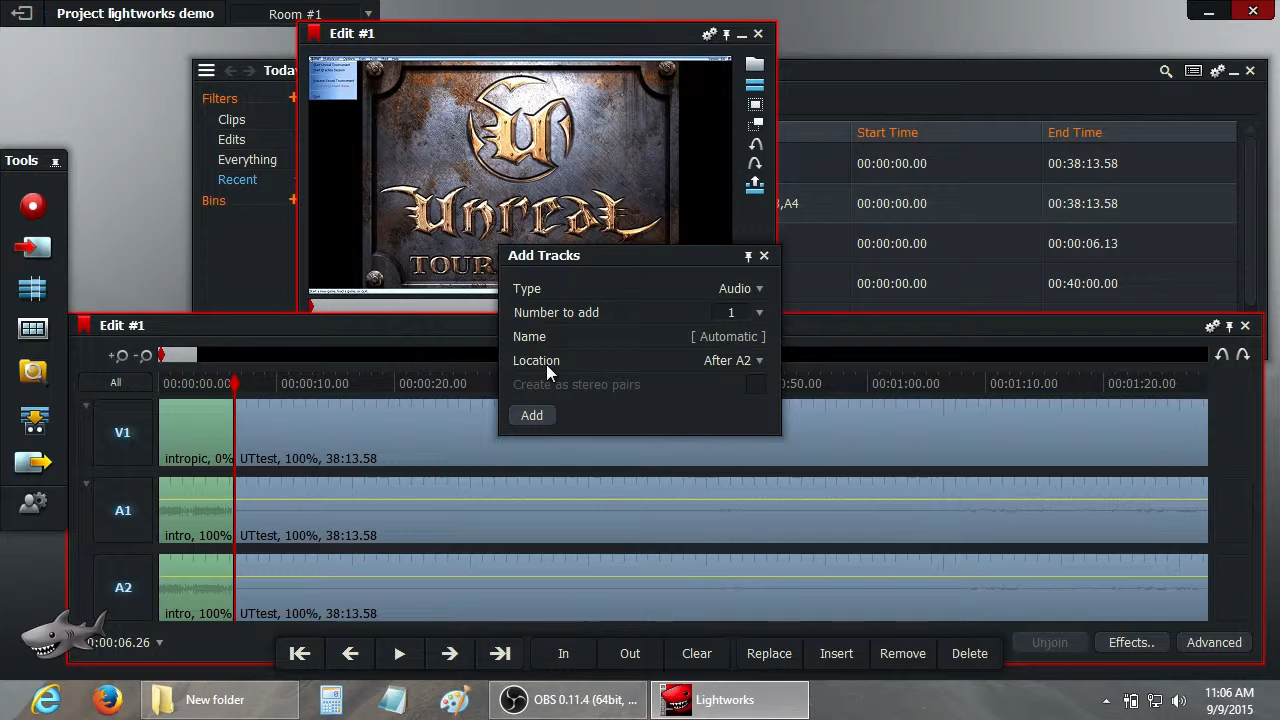 Project lightworks demo
Room #1
Edit #1
Toda
Filters
Clips
Edits
Everything
Recent
Bins
Start Time
End Time
00:00:00.00
00:38:13.58
,A4
00:00:00.00
00:38:13.58
00:00:00.00
00:00:06.13
00:00:00.00
00:40:00.00
Tools
Unreal
TOUR
Add Tracks
Type
Audio
Number to add
1
Name
[ Automatic ]
Location
After A2
Create as stereo pairs
Add
Edit #1
All
00:00:00.00
00:00:10.00
00:00:20.00
:50.00
00:01:00.00
00:01:10.00
00:01:20.00
V1
intropic, 0%
UTtest, 100%, 38:13.58
A1
intro, 100%
UTtest, 100%, 38:13.58
A2
intro, 100%
UTtest, 100%, 38:13.58
0:00:06.26
In
Out
Clear
Replace
Insert
Remove
Delete
Unjoin
Effects..
Advanced
New folder
OBS 0.11.4 (64bit, ...
Lightworks
11:06 AM
9/9/2015